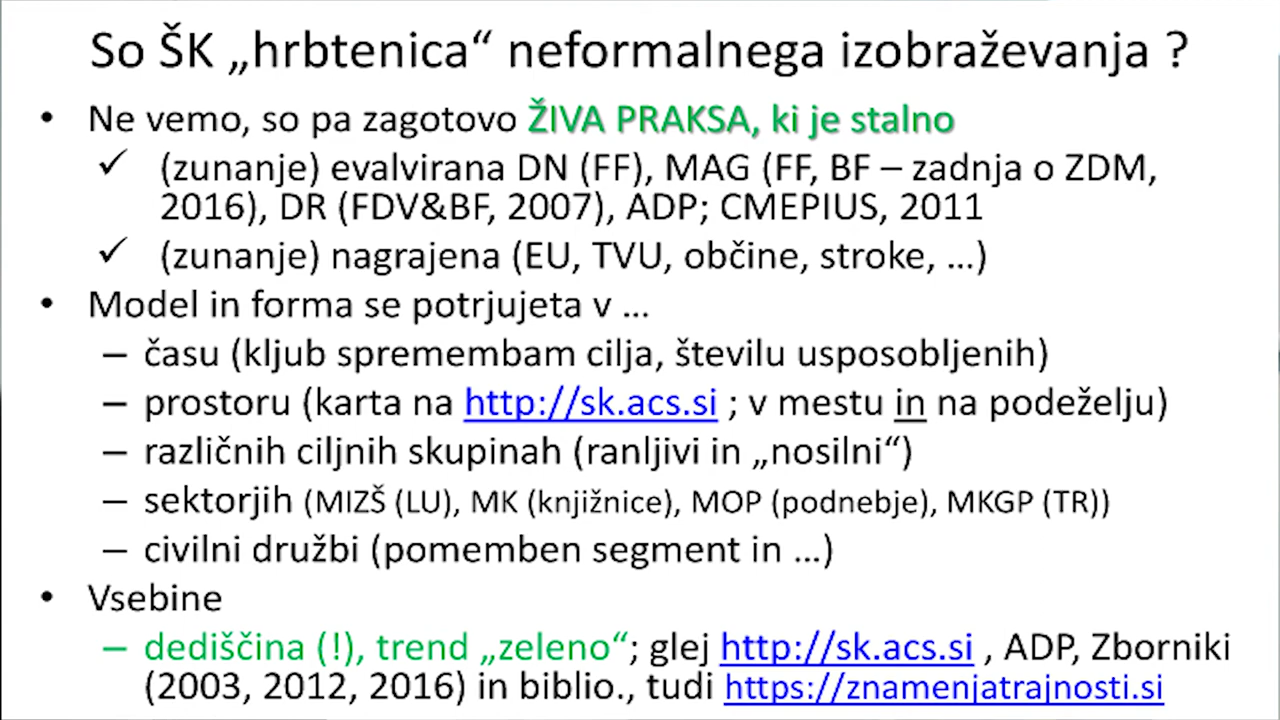 So ŠK „hrbtenica“ neformalnega izobraževanja ?
• Ne vemo, so pa zagotovo ŽIVA PRAKSA, ki je stalno
✓ (zunanje) evalvirana DN (FF), MAG (FF, BF – zadnja o ZDM,
2016), DR (FDV&BF, 2007), ADP; CMEPIUS, 2011
✓ (zunanje) nagrajena (EU, TVU, občine, stroke, …)
• Model in forma se potrjujeta v …
– času (kljub spremembam cilja, številu usposobljenih)
– prostoru (karta na http://sk.acs.si ; v mestu in na podeželju)
– različnih ciljnih skupinah (ranljivi in „nosilni“)
– sektorjih (MIZŠ (LU), MK (knjižnice), MOP (podnebje), MKGP (TR))
– civilni družbi (pomemben segment in …)
• Vsebine
– dediščina (!), trend „zeleno“; glej http://sk.acs.si , ADP, Zborniki
(2003, 2012, 2016) in biblio., tudi https://znamenjatrajnosti.si